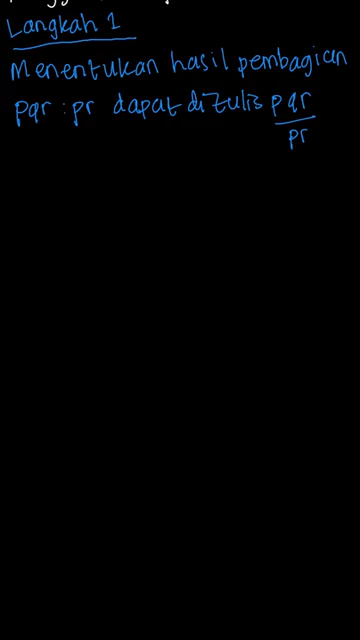 Langkah 1
Menentukan hasil pembagian
pqr : pr dapat ditulis pqr
pr